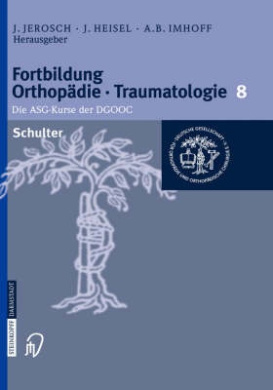 J. JEROSCH · J. HEISEL · A. B. IMHOFF
Herausgeber
Fortbildung
Orthopädie · Traumatologie 8
Die ASG-Kurse der DGOOC
Schulter
STEINKOPFF
DARMSTADT